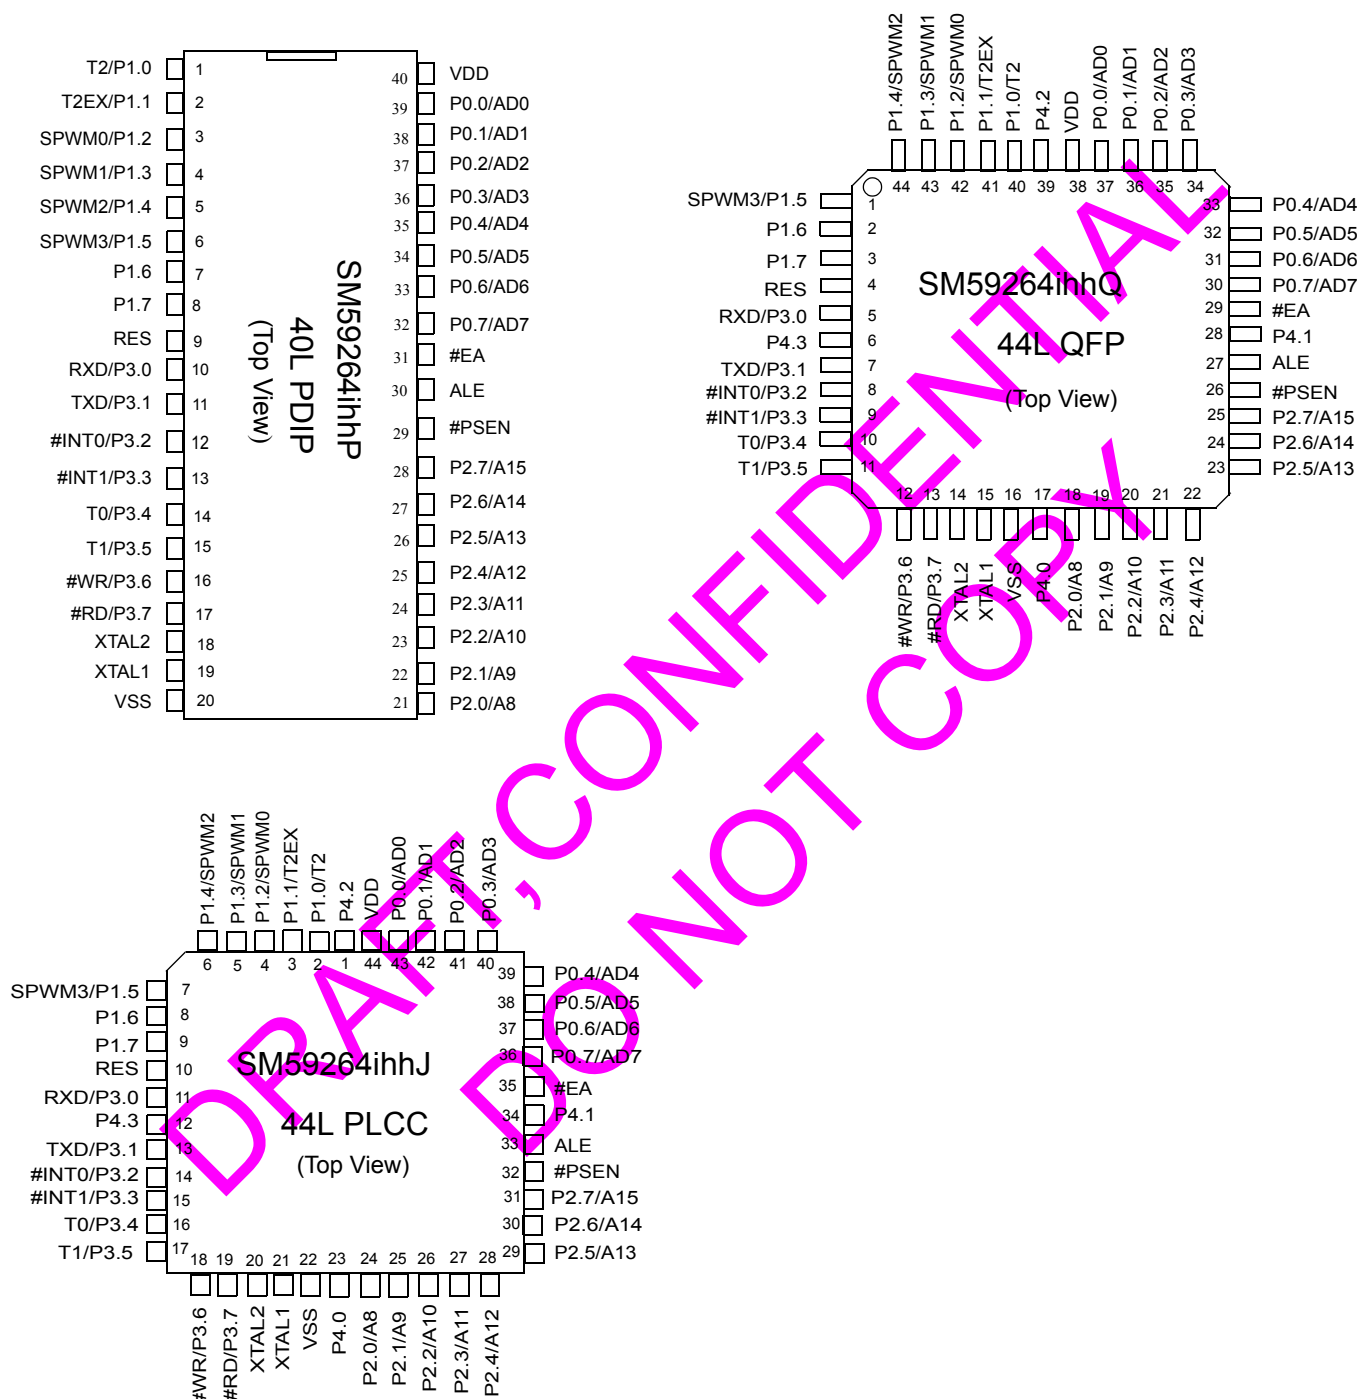 T2/P1.0 1 40 VDD
T2EX/P1.1 2 39 P0.0/AD0
SPWM0/P1.2 3 38 P0.1/AD1
SPWM1/P1.3 4 37 P0.2/AD2
SPWM2/P1.4 5 36 P0.3/AD3
SPWM3/P1.5 6 35 P0.4/AD4
P1.6 7 34 P0.5/AD5
P1.7 8 33 P0.6/AD6
RES 9 32 P0.7/AD7
RXD/P3.0 10 31 #EA
TXD/P3.1 11 30 ALE
#INT0/P3.2 12 29 #PSEN
#INT1/P3.3 13 28 P2.7/A15
T0/P3.4 14 27 P2.6/A14
T1/P3.5 15 26 P2.5/A13
#WR/P3.6 16 25 P2.4/A12
#RD/P3.7 17 24 P2.3/A11
XTAL2 18 23 P2.2/A10
XTAL1 19 22 P2.1/A9
VSS 20 21 P2.0/A8
SM59264ihhP
40L PDIP
(Top View)
P1.4/SPWM2 P1.3/SPWM1 P1.2/SPWM0 P1.1/T2EX P1.0/T2 P4.2 VDD P0.0/AD0 P0.1/AD1 P0.2/AD2 P0.3/AD3
44 43 42 41 40 39 38 37 36 35 34
SPWM3/P1.5 1 33 P0.4/AD4
P1.6 2 32 P0.5/AD5
P1.7 3 31 P0.6/AD6
RES 4 30 P0.7/AD7
RXD/P3.0 5 29 #EA
P4.3 6 28 P4.1
TXD/P3.1 7 27 ALE
#INT0/P3.2 8 26 #PSEN
#INT1/P3.3 9 25 P2.7/A15
T0/P3.4 10 24 P2.6/A14
T1/P3.5 11 23 P2.5/A13
SM59264ihhQ
44L QFP
(Top View)
12 13 14 15 16 17 18 19 20 21 22
#WR/P3.6 #RD/P3.7 XTAL2 XTAL1 VSS P4.0 P2.0/A8 P2.1/A9 P2.2/A10 P2.3/A11 P2.4/A12
P1.4/SPWM2 P1.3/SPWM1 P1.2/SPWM0 P1.1/T2EX P1.0/T2 P4.2 VDD P0.0/AD0 P0.1/AD1 P0.2/AD2 P0.3/AD3
6 5 4 3 2 1 44 43 42 41 40
SPWM3/P1.5 7 39 P0.4/AD4
P1.6 8 38 P0.5/AD5
P1.7 9 37 P0.6/AD6
RES 10 36 P0.7/AD7
RXD/P3.0 11 35 #EA
P4.3 12 34 P4.1
TXD/P3.1 13 33 ALE
#INT0/P3.2 14 32 #PSEN
#INT1/P3.3 15 31 P2.7/A15
T0/P3.4 16 30 P2.6/A14
T1/P3.5 17 29 P2.5/A13
SM59264ihhJ
44L PLCC
(Top View)
18 19 20 21 22 23 24 25 26 27 28
#WR/P3.6 #RD/P3.7 XTAL2 XTAL1 VSS P4.0 P2.0/A8 P2.1/A9 P2.2/A10 P2.3/A11 P2.4/A12
DRAFT,CONFIDENTIAL
DO NOT COPY